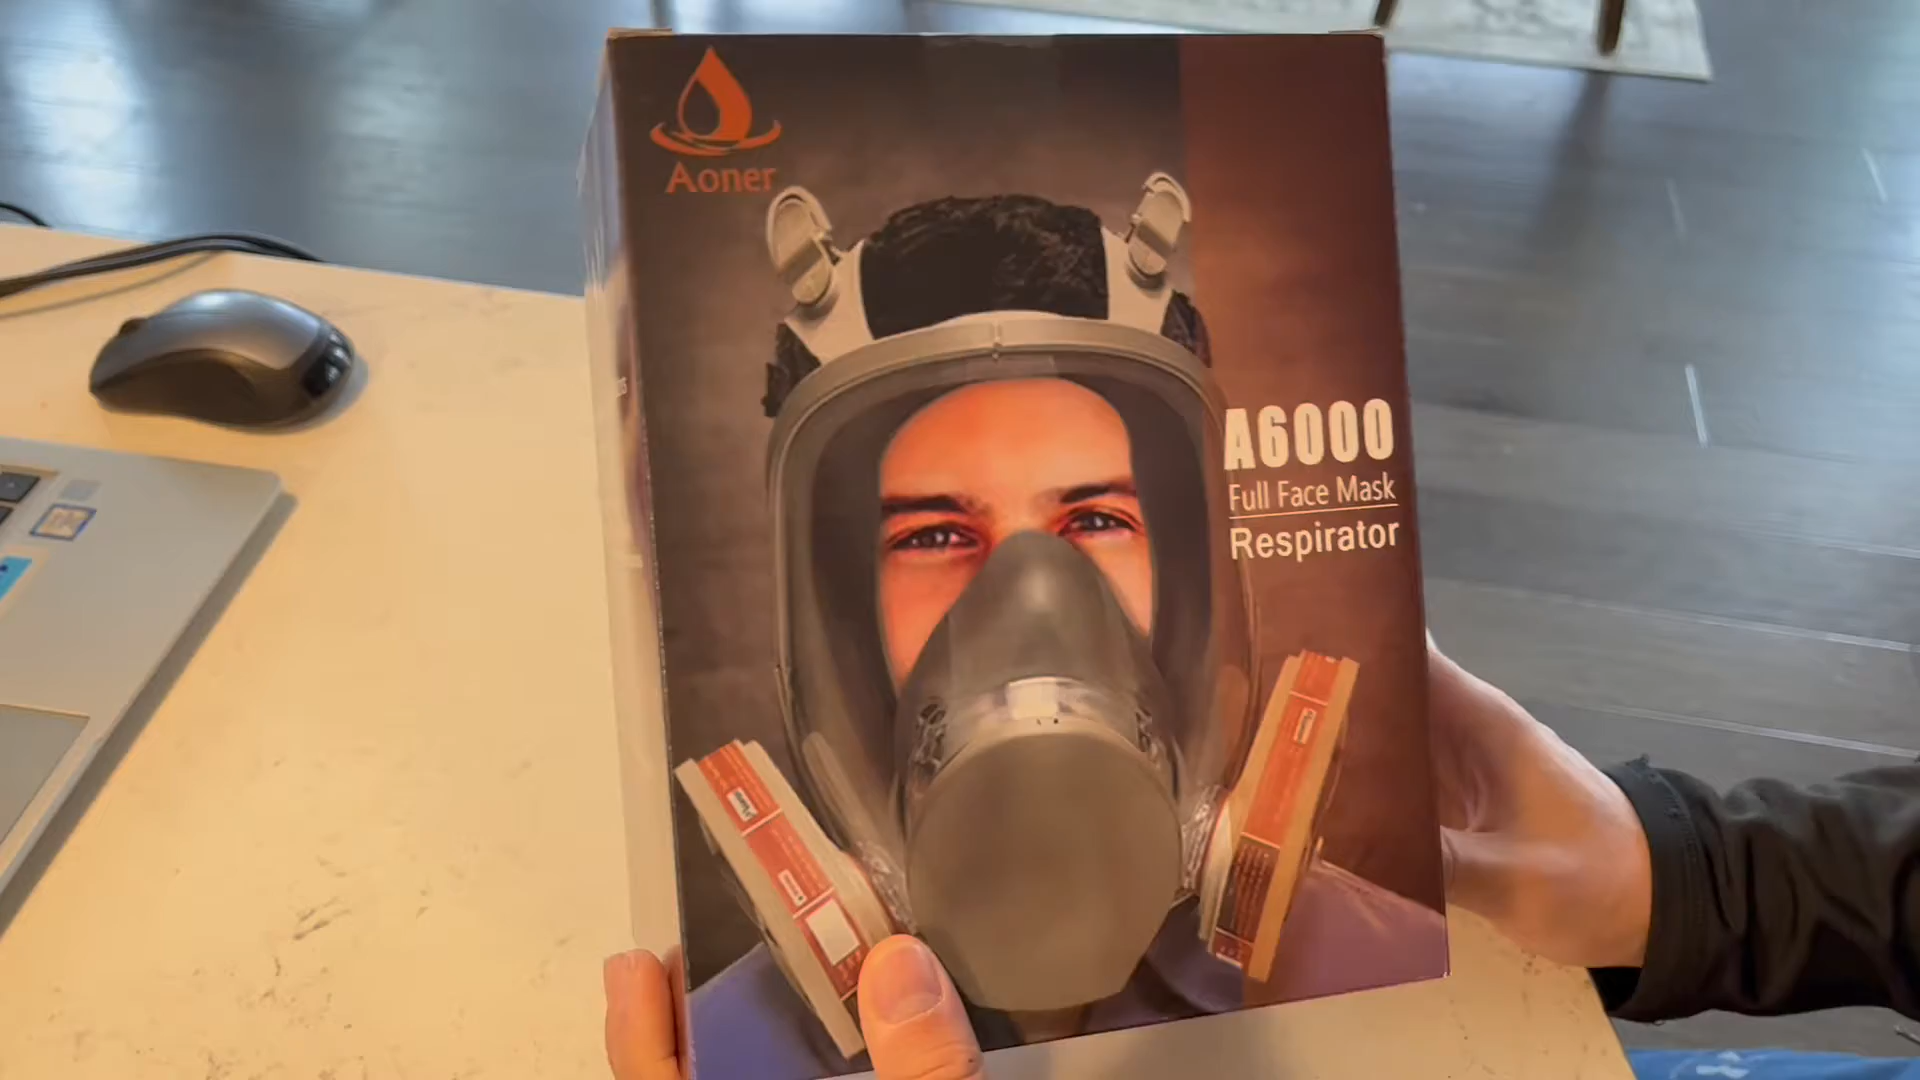 Aoner
A6000
Full Face Mask
Respirator